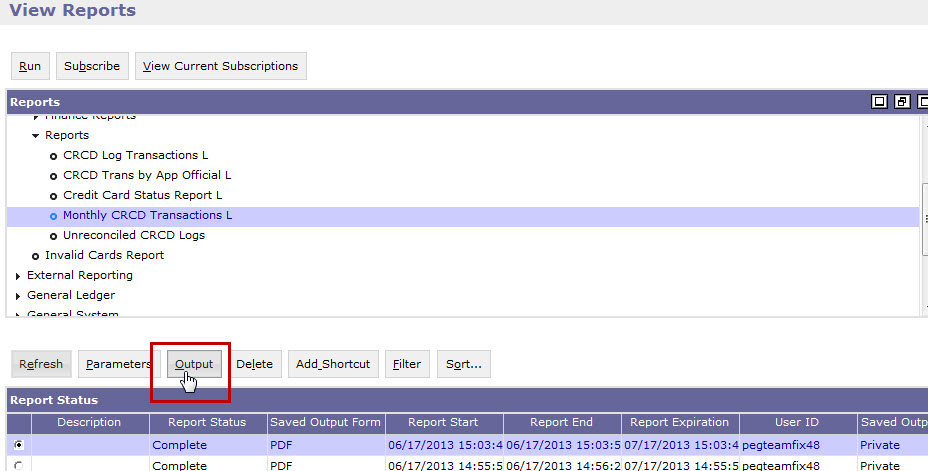 View Reports
Run Subscribe View Current Subscriptions
Reports
Finance Reports
Reports
CRCD Log Transactions L
CRCD Trans by App Official L
Credit Card Status Report L
Monthly CRCD Transactions L
Unreconciled CRCD Logs
Invalid Cards Report
External Reporting
General Ledger
General System
Refresh Parameters Output Delete Add Shortcut Filter Sort...
Report Status
Description Report Status Saved Output Form Report Start Report End Report Expiration User ID Saved Outp
Complete PDF 06/17/2013 15:03:4 06/17/2013 15:03:5 07/17/2013 15:03:4 pegteamfix48 Private
Complete PDF 06/17/2013 14:55:5 06/17/2013 14:56:2 07/17/2013 14:55:5 pegteamfix48 Private